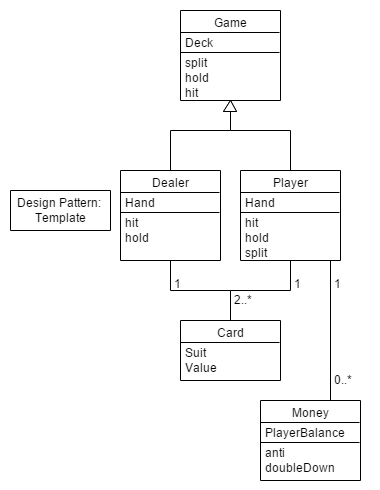 Game
Deck
split
hold
hit
Dealer
Hand
hit
hold
Player
Hand
hit
hold
split
Design Pattern:
Template
1
1
2..*
1
Card
Suit
Value
0..*
Money
PlayerBalance
anti
doubleDown